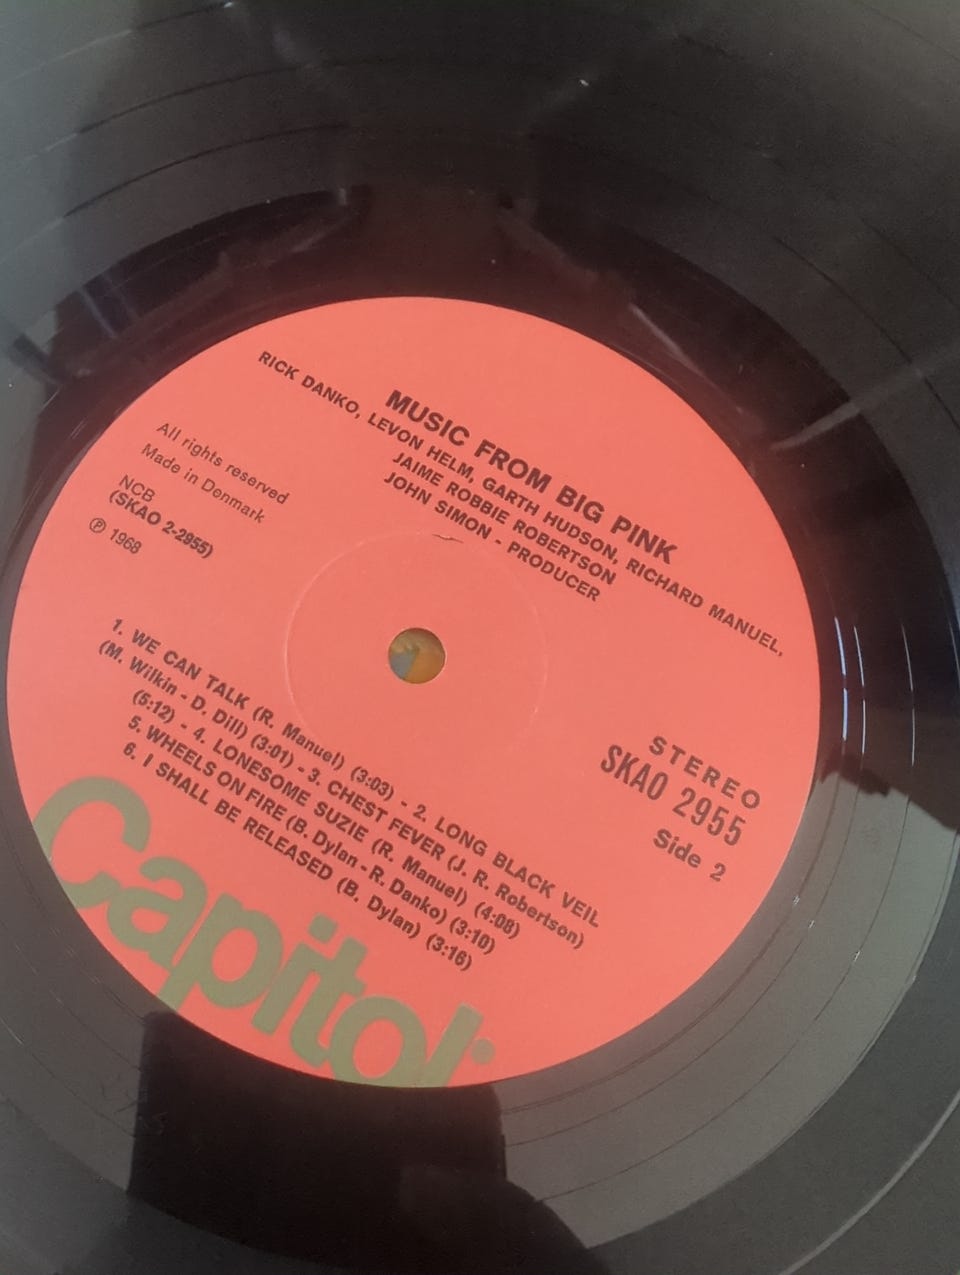 MUSIC FROM BIG PINK
RICK DANKO, LEVON HELM, GARTH HUDSON, RICHARD MANUEL,
JAIME ROBBIE ROBERTSON
JOHN SIMON - PRODUCER
All rights reserved
Made in Denmark
NCB
(SKAO 2-2955)
℗ 1968
STEREO
SKAO 2955
Side 2
1. WE CAN TALK (R. Manuel) (3:03) - 2. LONG BLACK VEIL
(M. Wilkin - D. Dill) (3:01) - 3. CHEST FEVER (J. R. Robertson)
(5:12) - 4. LONESOME SUZIE (R. Manuel) (4:08)
5. WHEELS ON FIRE (B. Dylan - R. Danko) (3:10)
6. I SHALL BE RELEASED (B. Dylan) (3:16)
Capitol